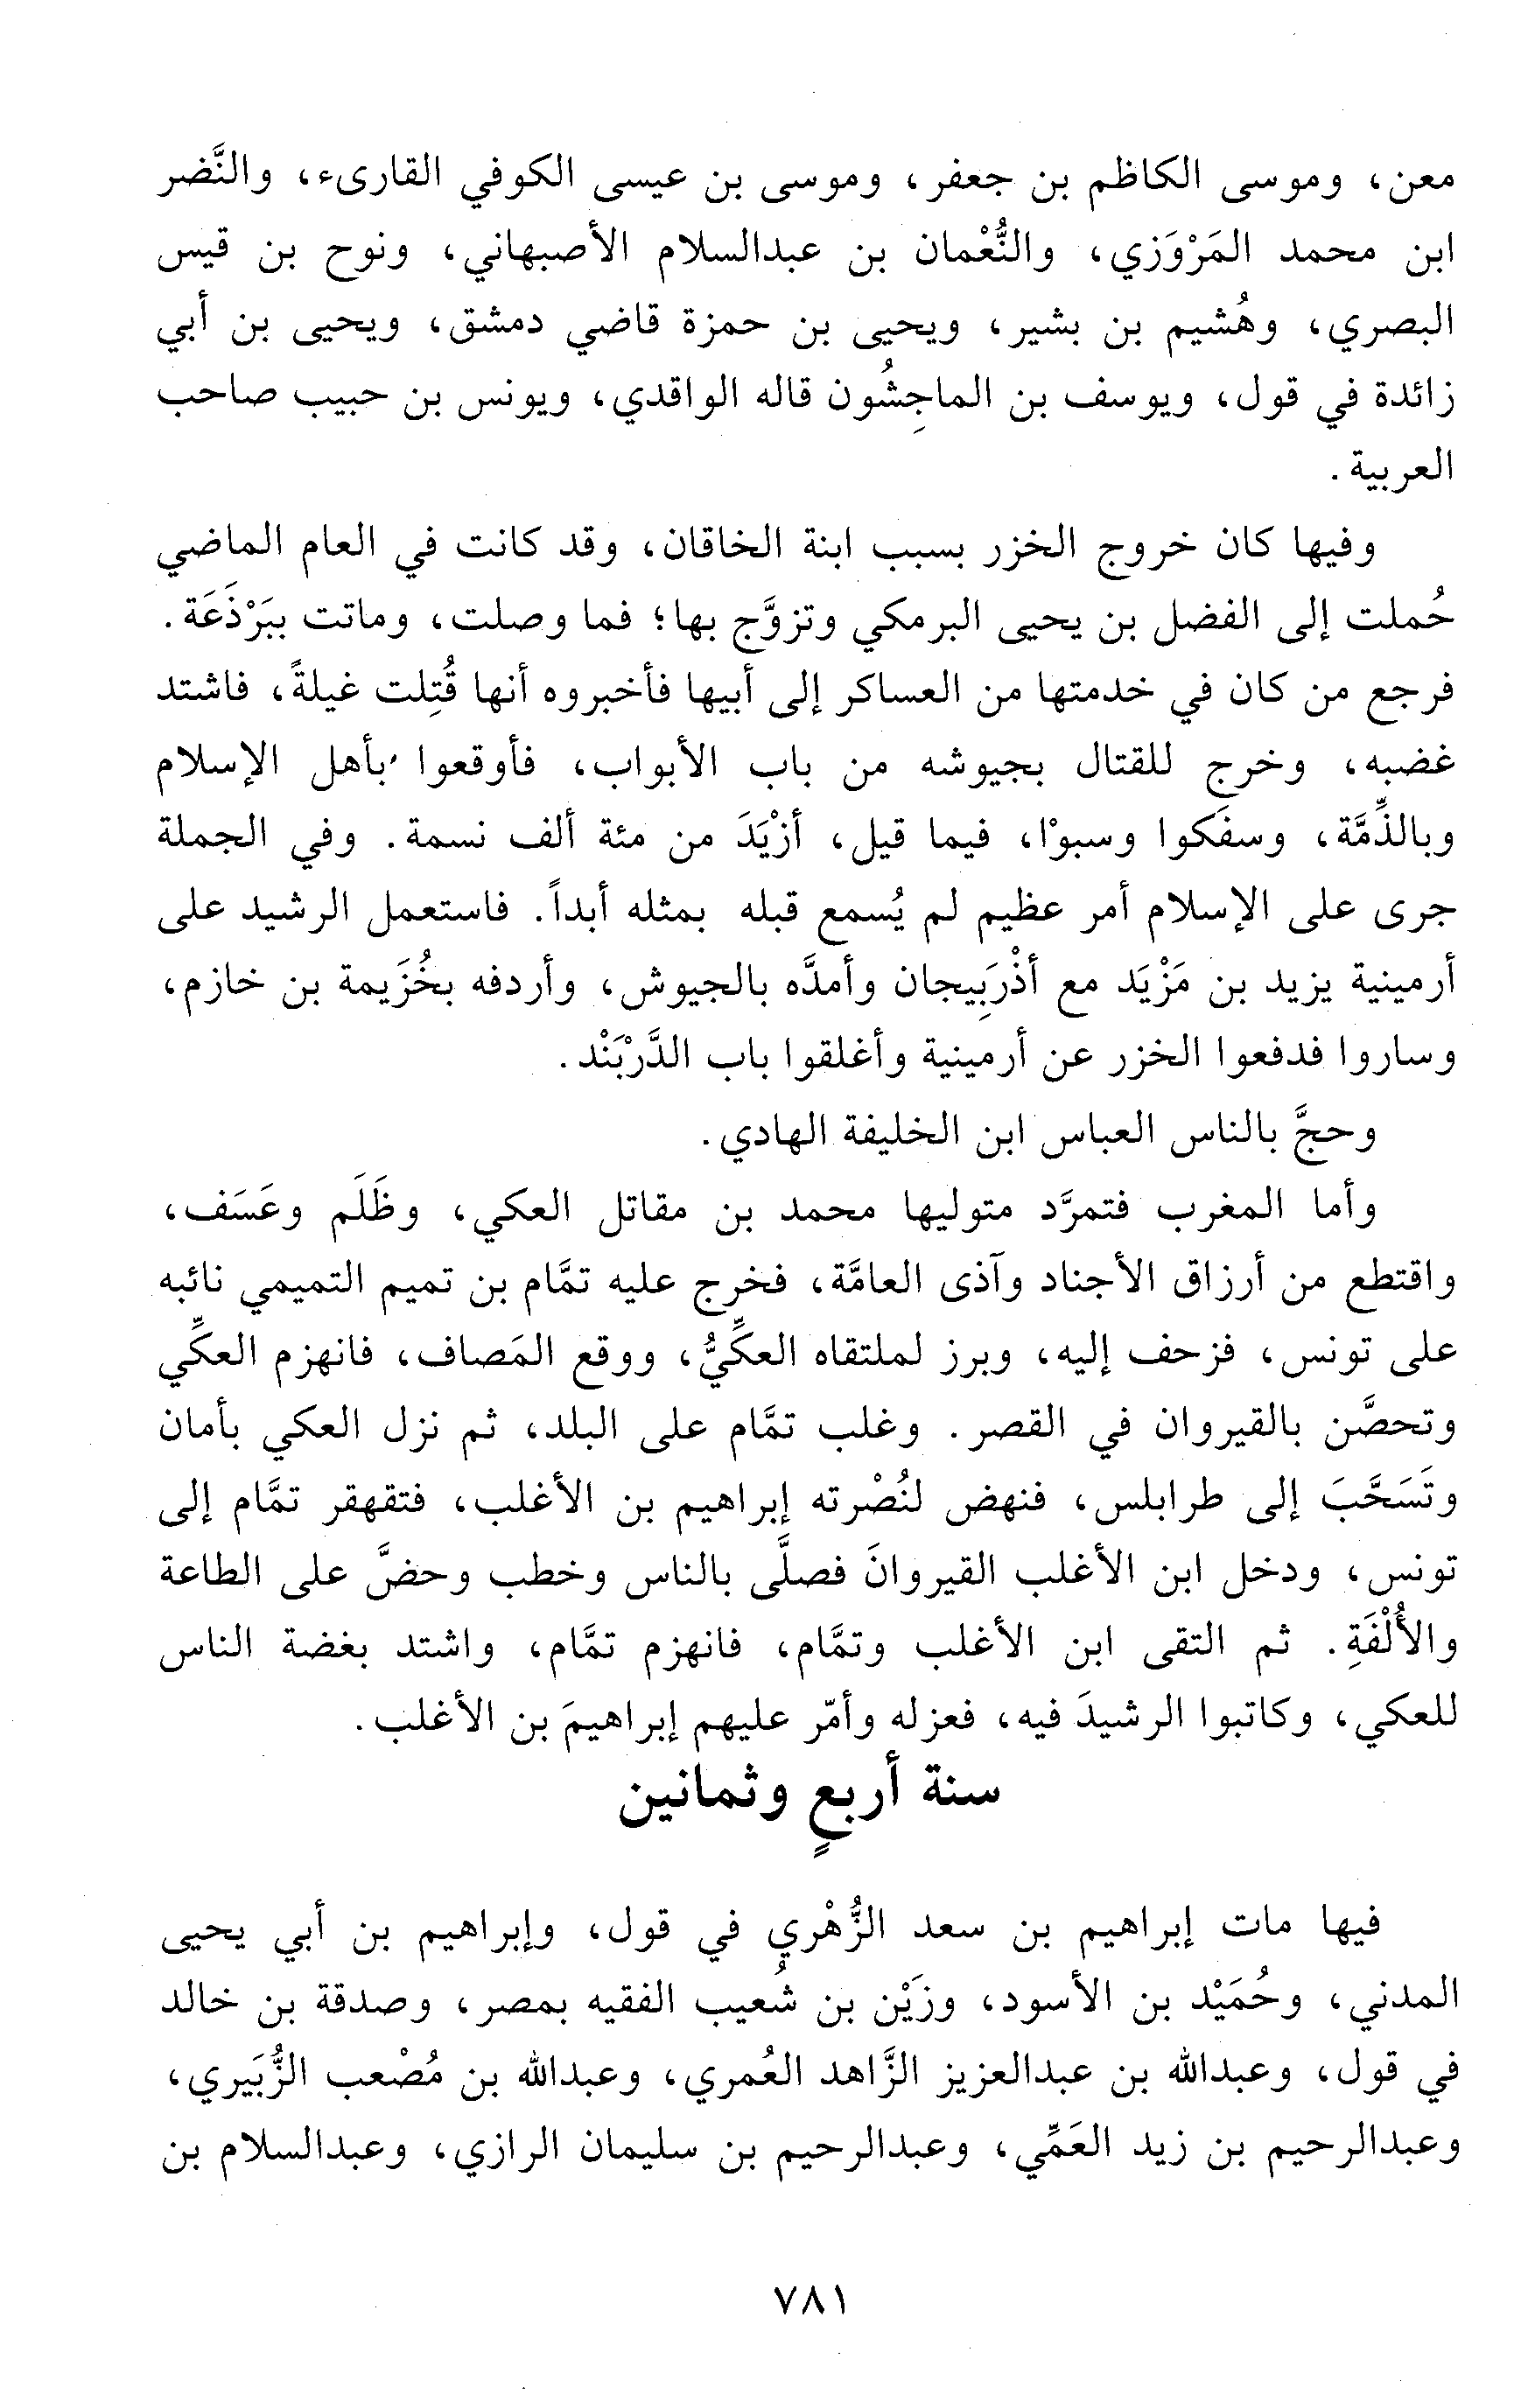 معن، وموسى الكاظم بن جعفر، وموسى بن عيسى الكوفي القارىء، والنَّضر
ابن محمد المَرْوَزي، والنُّعْمان بن عبدالسلام الأصبهاني، ونوح بن قيس
البصري، وهُشيم بن بشير، ويحيى بن حمزة قاضي دمشق، ويحيى بن أبي
زائدة في قول، ويوسف بن الماجِشُون قاله الواقدي، ويونس بن حبيب صاحب
العربية.
وفيها كان خروج الخزر بسبب ابنة الخاقان، وقد كانت في العام الماضي
حُملت إلى الفضل بن يحيى البرمكي وتزوَّج بها؛ فما وصلت، وماتت ببَرْذَعَة.
فرجع من كان في خدمتها من العساكر إلى أبيها فأخبروه أنها قُتِلت غيلةً، فاشتد
غضبه، وخرج للقتال بجيوشه من باب الأبواب، فأوقعوا بأهل الإسلام
وبالذِّمَّة، وسفَكوا وسبوْا، فيما قيل، أزْيَدَ من مئة ألف نسمة. وفي الجملة
جرى على الإسلام أمر عظيم لم يُسمع قبله بمثله أبداً. فاستعمل الرشيد على
أرمينية يزيد بن مَزْيَد مع أذْرَبِيجان وأمدَّه بالجيوش، وأردفه بخُزَيمة بن خازم،
وساروا فدفعوا الخزر عن أرمينية وأغلقوا باب الدَّرْبَنْد.
وحجَّ بالناس العباس ابن الخليفة الهادي.
وأما المغرب فتمرَّد متوليها محمد بن مقاتل العكي، وظَلَم وعَسَف،
واقتطع من أرزاق الأجناد وآذى العامَّة، فخرج عليه تمَّام بن تميم التميمي نائبه
على تونس، فزحف إليه، وبرز لملتقاه العكِّيُّ، ووقع المَصاف، فانهزم العكِّي
وتحصَّن بالقيروان في القصر. وغلب تمَّام على البلد، ثم نزل العكي بأمان
وتَسَحَّبَ إلى طرابلس، فنهض لنُصْرته إبراهيم بن الأغلب، فتقهقر تمَّام إلى
تونس، ودخل ابن الأغلب القيروانَ فصلَّى بالناس وخطب وحضَّ على الطاعة
والأُلْفَةِ. ثم التقى ابن الأغلب وتمَّام، فانهزم تمَّام، واشتد بغضة الناس
للعكي، وكاتبوا الرشيدَ فيه، فعزله وأمّر عليهم إبراهيمَ بن الأغلب.
سنة أربعٍ وثمانين
فيها مات إبراهيم بن سعد الزُّهْري في قول، وإبراهيم بن أبي يحيى
المدني، وحُمَيْد بن الأسود، وزَيْن بن شُعيب الفقيه بمصر، وصدقة بن خالد
في قول، وعبدالله بن عبدالعزيز الزَّاهد العُمري، وعبدالله بن مُصْعب الزُّبَيري،
وعبدالرحيم بن زيد العَمِّي، وعبدالرحيم بن سليمان الرازي، وعبدالسلام بن
٧٨١